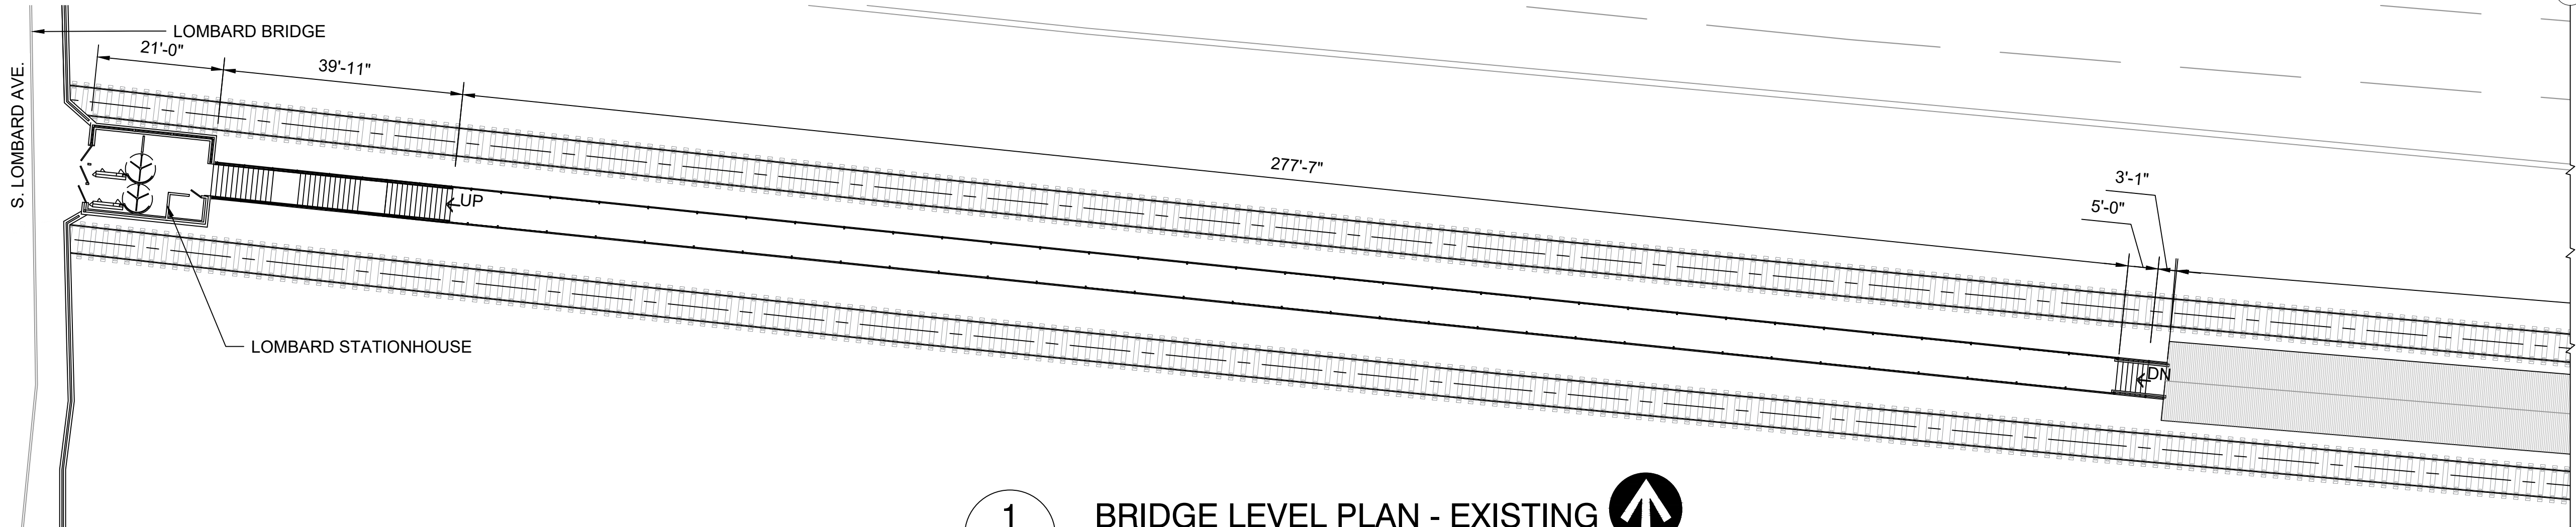 LOMBARD BRIDGE
21'-0"
39'-11"
S. LOMBARD AVE.
277'-7"
3'-1"
5'-0"
UP
DN
LOMBARD STATIONHOUSE
1
BRIDGE LEVEL PLAN - EXISTING